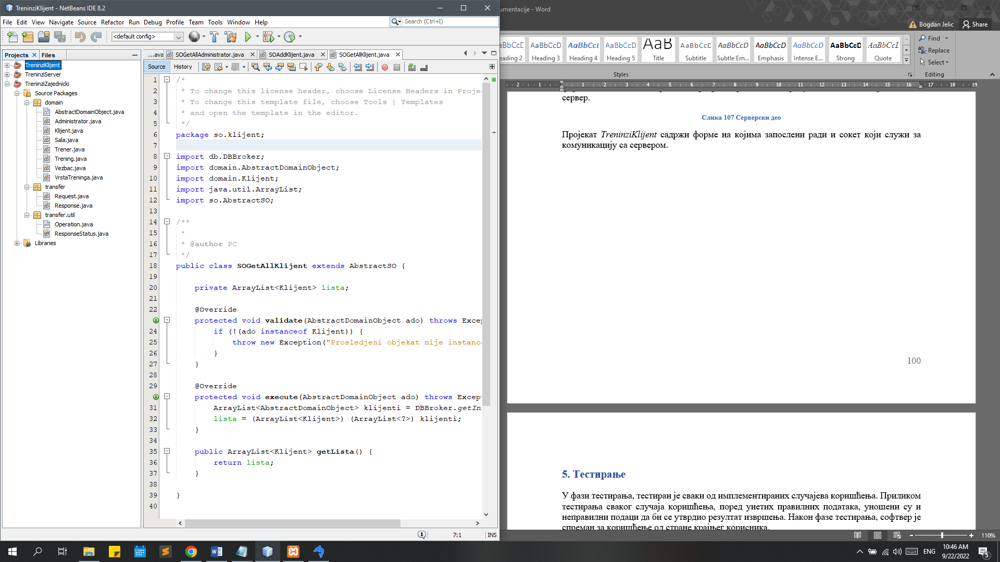 TreninziKlijent - NetBeans IDE 8.2
File Edit View Navigate Source Refactor Run Debug Profile Team Tools Window Help
Search (Ctrl+I)
<default config>
Projects Files
TreninziKlijent
TreninziServer
TreninziZajednicki
Source Packages
domain
AbstractDomainObject.java
Administrator.java
Klijent.java
Sala.java
Trener.java
Trening.java
Vezbac.java
VrstaTreninga.java
transfer
Request.java
Response.java
transfer.util
Operation.java
ResponseStatus.java
Libraries
...ava SOGetAllAdministrator.java SOAddKlijent.java SOGetAllKlijent.java
Source History
1 /*
2 * To change this license header, choose License Headers in Proje
3 * To change this template file, choose Tools | Templates
4 * and open the template in the editor.
5 */
6 package so.klijent;
7
8 import db.DBBroker;
9 import domain.AbstractDomainObject;
10 import domain.Klijent;
11 import java.util.ArrayList;
12 import so.AbstractSO;
13
14 /**
15 *
16 * @author PC
17 */
18 public class SOGetAllKlijent extends AbstractSO {
19
20 private ArrayList<Klijent> lista;
21
22 @Override
protected void validate(AbstractDomainObject ado) throws Excep
24 if (!(ado instanceof Klijent)) {
25 throw new Exception("Prosledjeni objekat nije instanc
26 }
27 }
28
29 @Override
protected void execute(AbstractDomainObject ado) throws Except
31 ArrayList<AbstractDomainObject> klijenti = DBBroker.getIn
32 lista = (ArrayList<Klijent>) (ArrayList<?>) klijenti;
33 }
34
35 public ArrayList<Klijent> getLista() {
36 return lista;
37 }
38
39 }
40
1 7:1 INS
umentacije - Word
Bogdan Jelic Share
AaBbCcD AaBbCcI AaBbCcD AaB AaBbCcD AaBbCcD AaBbCcD AaBbCcD AaBbCcD AaBbCcI
eading 2 Heading 3 Heading 4 Heading 5 Title Subtitle Subtle Em... Emphasis Intense E... Strong Quote
Find
Replace
Select
Styles Editing
2 1 1 2 3 4 5 6 7 8 9 10 11 12 13 14 15 16 17 18 19
сервер.
Слика 107 Серверски део
Пројекат TreninziKlijent садржи форме на којима запослени ради и сокет који служи за
комуникацију са сервером.
100
5. Тестирање
У фази тестирања, тестиран је сваки од имплементираних случајева коришћења. Приликом
тестирања сваког случаја коришћења, поред унетих правилних података, уношени су и
неправилни подаци да би се утврдио резултат извршења. Након фазе тестирања, софтвер је
спреман за коришћење од стране крајњег корисника.
110%
ENG
10:46 AM
9/22/2022
5